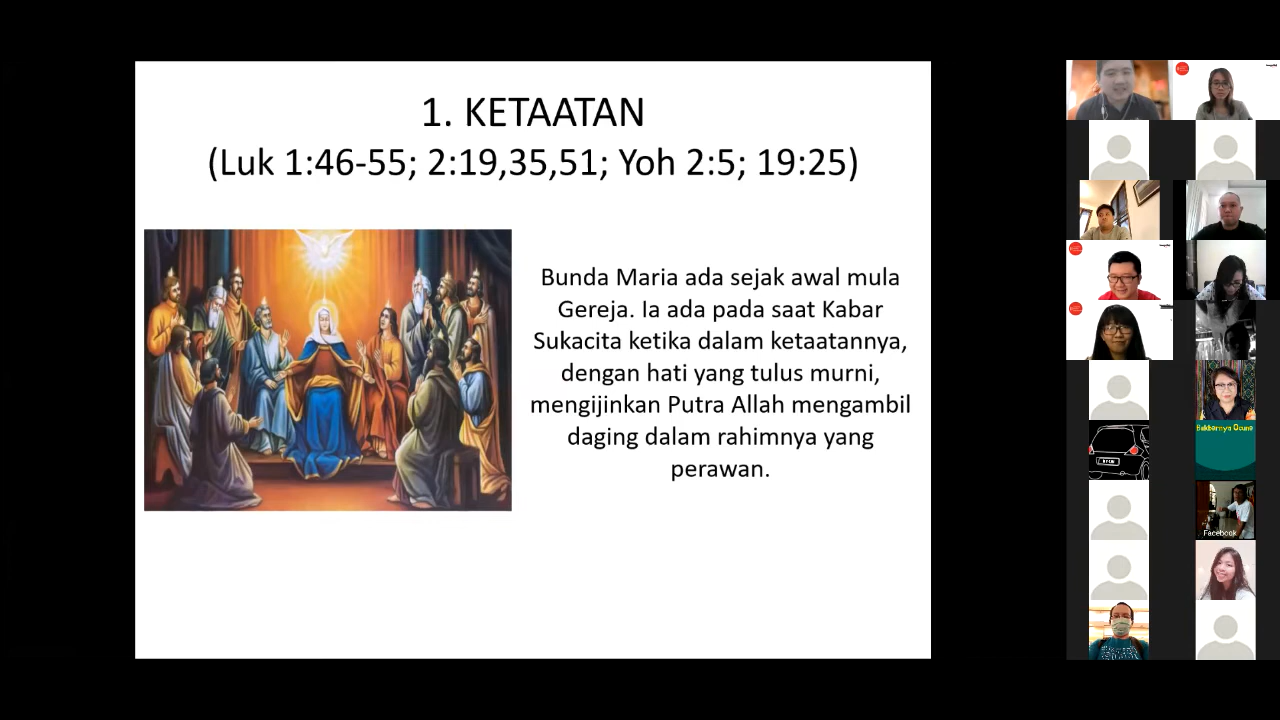 1. KETAATAN
(Luk 1:46-55; 2:19,35,51; Yoh 2:5; 19:25)
Bunda Maria ada sejak awal mula
Gereja. Ia ada pada saat Kabar
Sukacita ketika dalam ketaatannya,
dengan hati yang tulus murni,
mengijinkan Putra Allah mengambil
daging dalam rahimnya yang
perawan.
Facebook